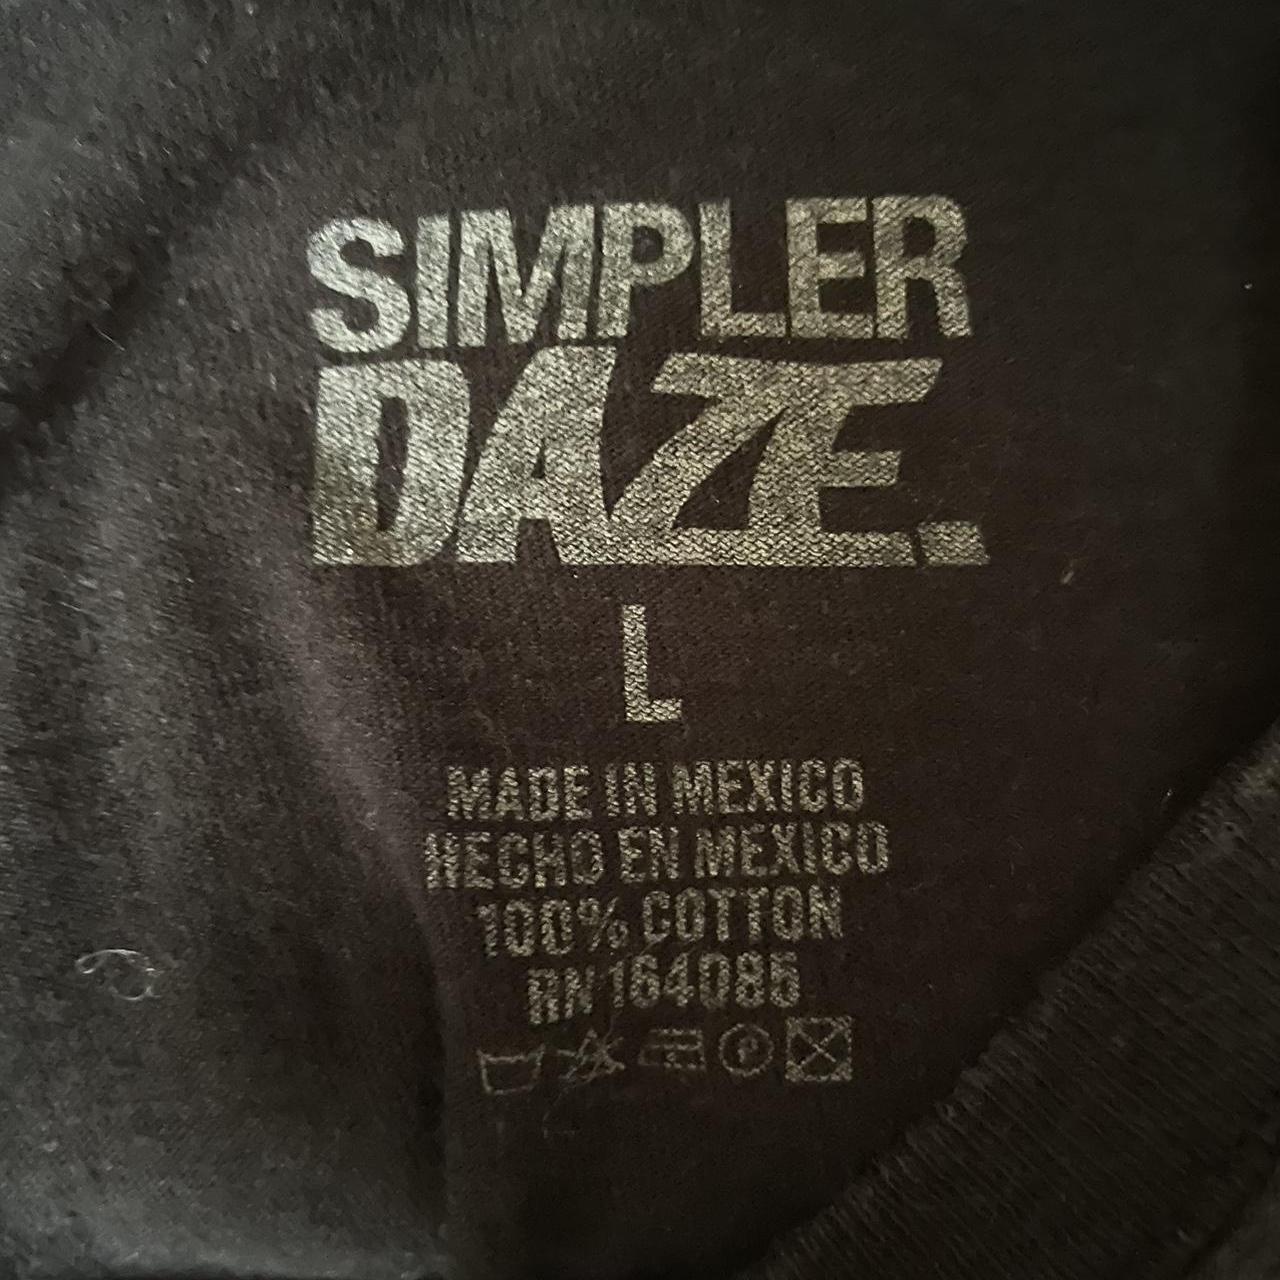 SIMPLER
DAZE.
L
MADE IN MEXICO
HECHO EN MEXICO
100% COTTON
RN 164085
P